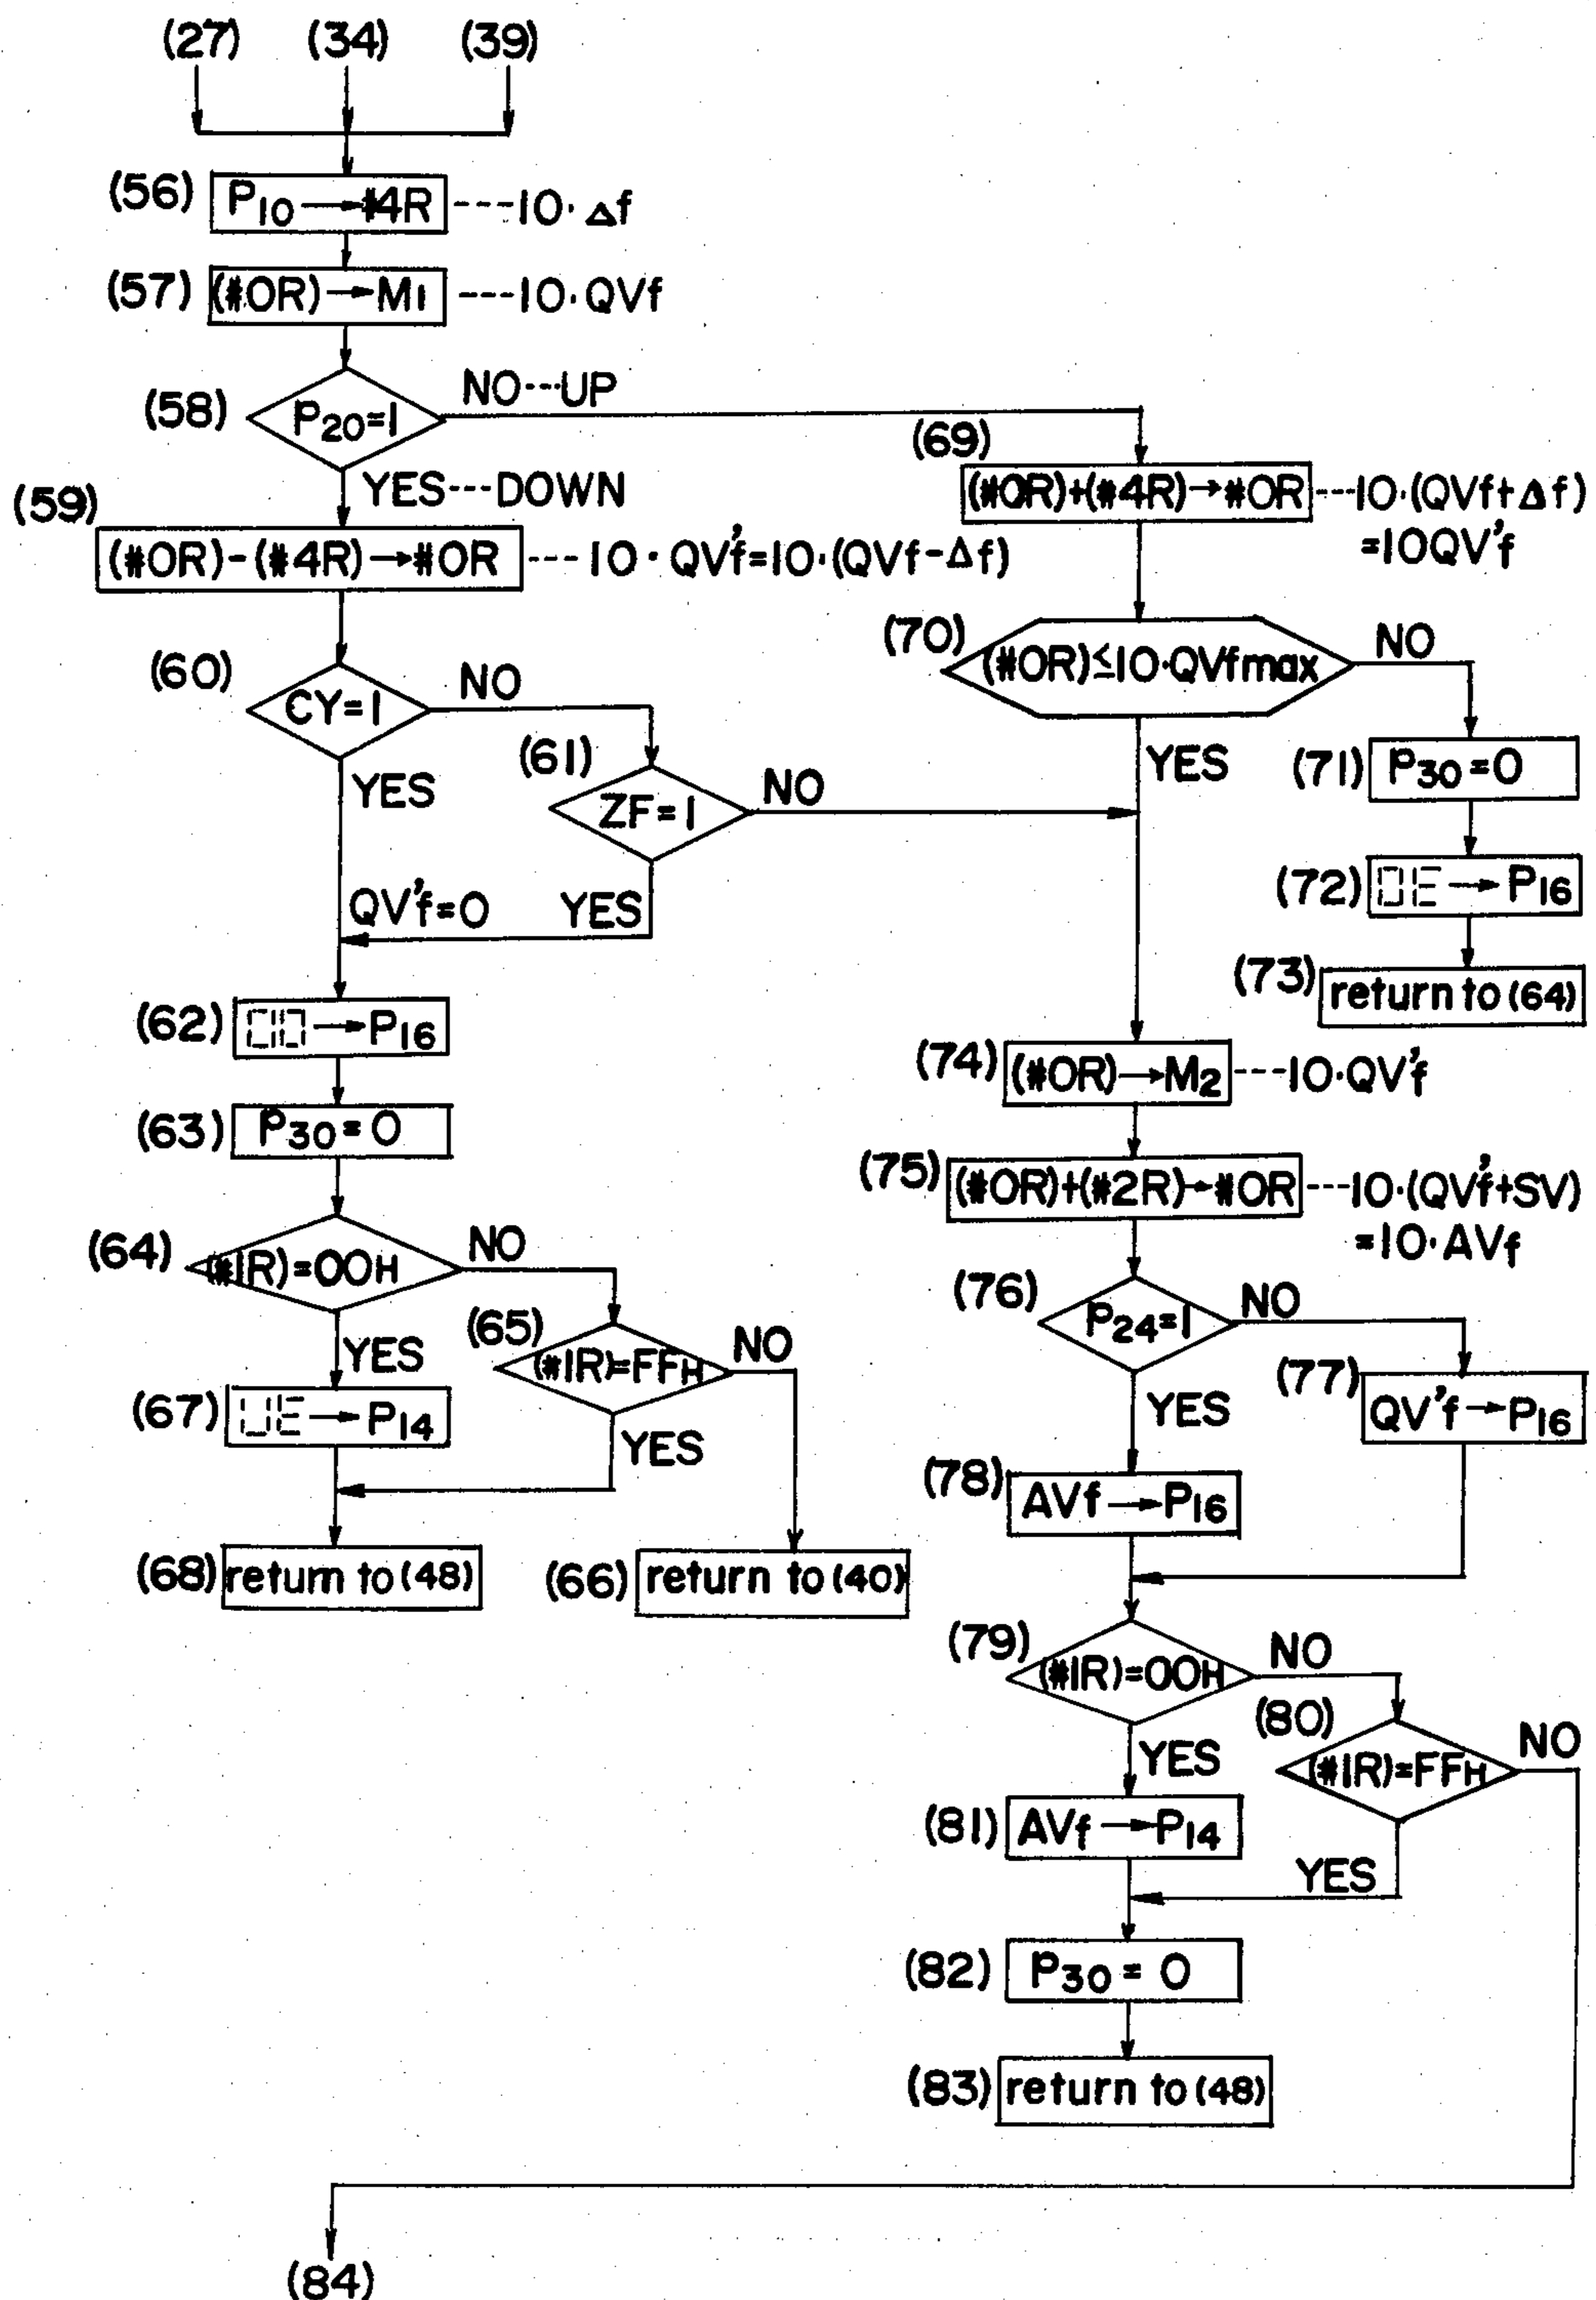 (27) (34) (39)
(56) P10→#4R ---10·Δf
(57) (#0R)→M1 ---10·QVf
(58) P20=1 NO---UP
YES---DOWN
(59) (#0R)-(#4R)→#0R ---10·QV'f=10·(QVf-Δf)
(60) CY=1 NO
YES
(61) ZF=1 NO
QV'f=0 YES
(62) 00→P16
(63) P30=0
(64) (#1R)=00H NO
YES
(65) (#1R)=FFH NO
YES
(67) UE→P14
(68) return to (48)
(66) return to (40)
(69) (#0R)+(#4R)→#0R ---10·(QVf+Δf)
=10QV'f
(70) (#0R)≤10·QVfmax NO
YES
(71) P30=0
(72) OE→P16
(73) return to (64)
(74) (#0R)→M2 ---10·QV'f
(75) (#0R)+(#2R)→#0R ---10·(QV'f+SV)
=10·AVf
(76) P24=1 NO
YES
(77) QV'f→P16
(78) AVf→P16
(79) (#1R)=00H NO
YES
(80) (#1R)=FFH NO
YES
(81) AVf→P14
(82) P30=0
(83) return to (48)
(84)